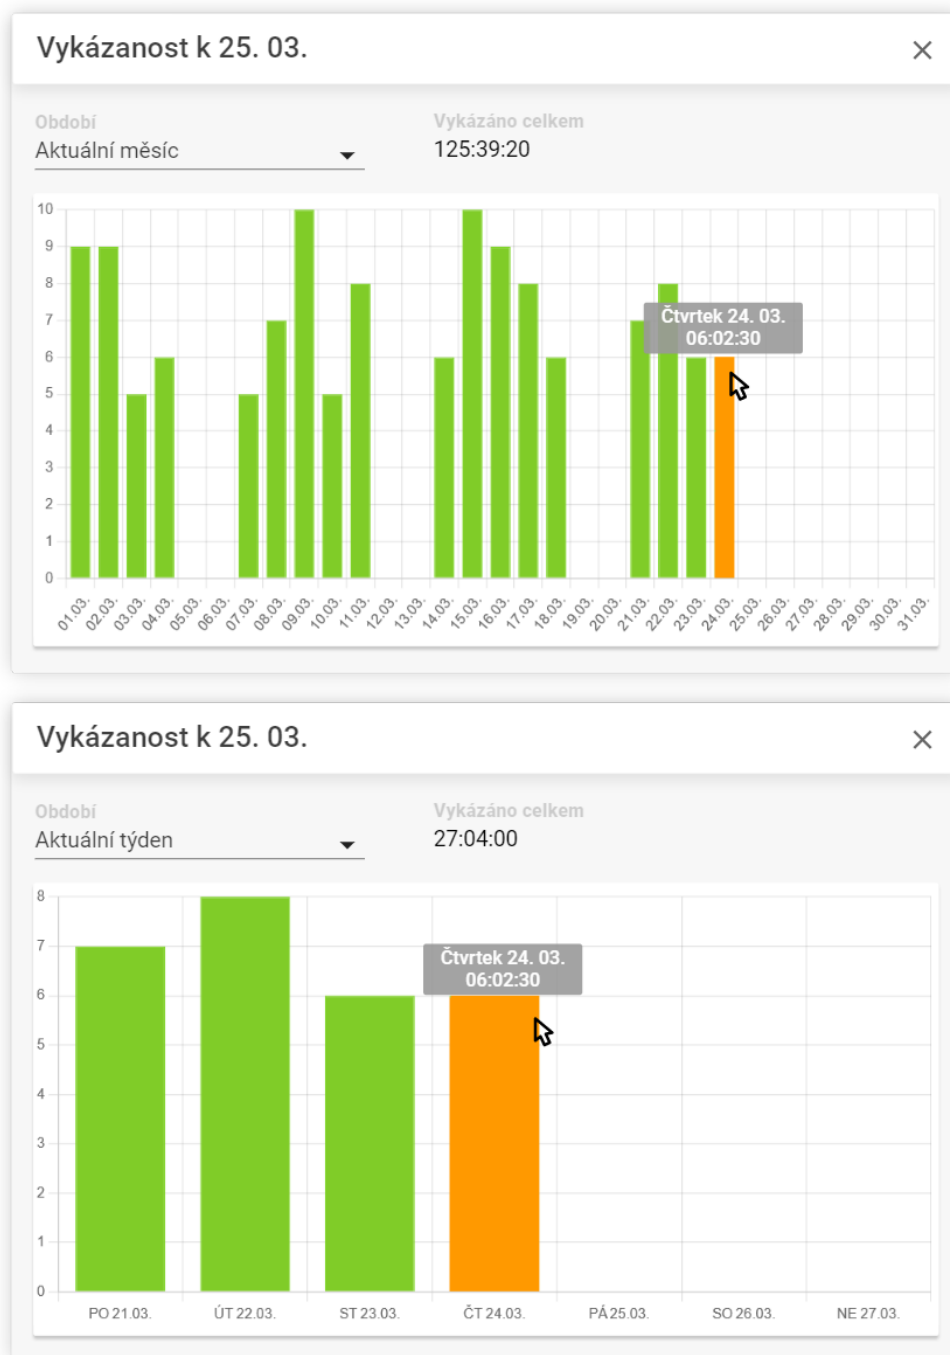 Vykázanost k 25. 03.
Období
Vykázáno celkem
Aktuální měsíc
125:39:20
10
9
8
7
6
5
4
3
2
1
0
Čtvrtek 24. 03.
06:02:30
01.03. 02.03. 03.03. 04.03. 05.03. 06.03. 07.03. 08.03. 09.03. 10.03. 11.03. 12.03. 13.03. 14.03. 15.03. 16.03. 17.03. 18.03. 19.03. 20.03. 21.03. 22.03. 23.03. 24.03. 25.03. 26.03. 27.03. 28.03. 29.03. 30.03. 31.03.
Vykázanost k 25. 03.
Období
Vykázáno celkem
Aktuální týden
27:04:00
8
7
6
5
4
3
2
1
0
Čtvrtek 24. 03.
06:02:30
PO 21.03. ÚT 22.03. ST 23.03. ČT 24.03. PÁ 25.03. SO 26.03. NE 27.03.